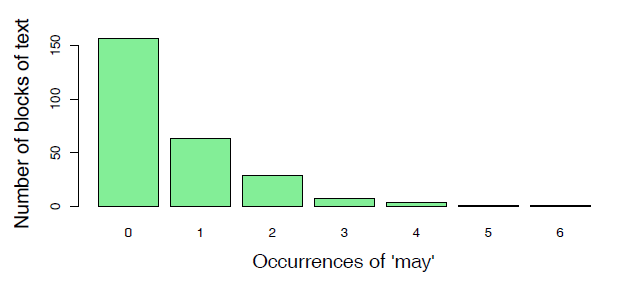 Number of blocks of text
150
100
50
0
0 1 2 3 4 5 6
Occurrences of 'may'